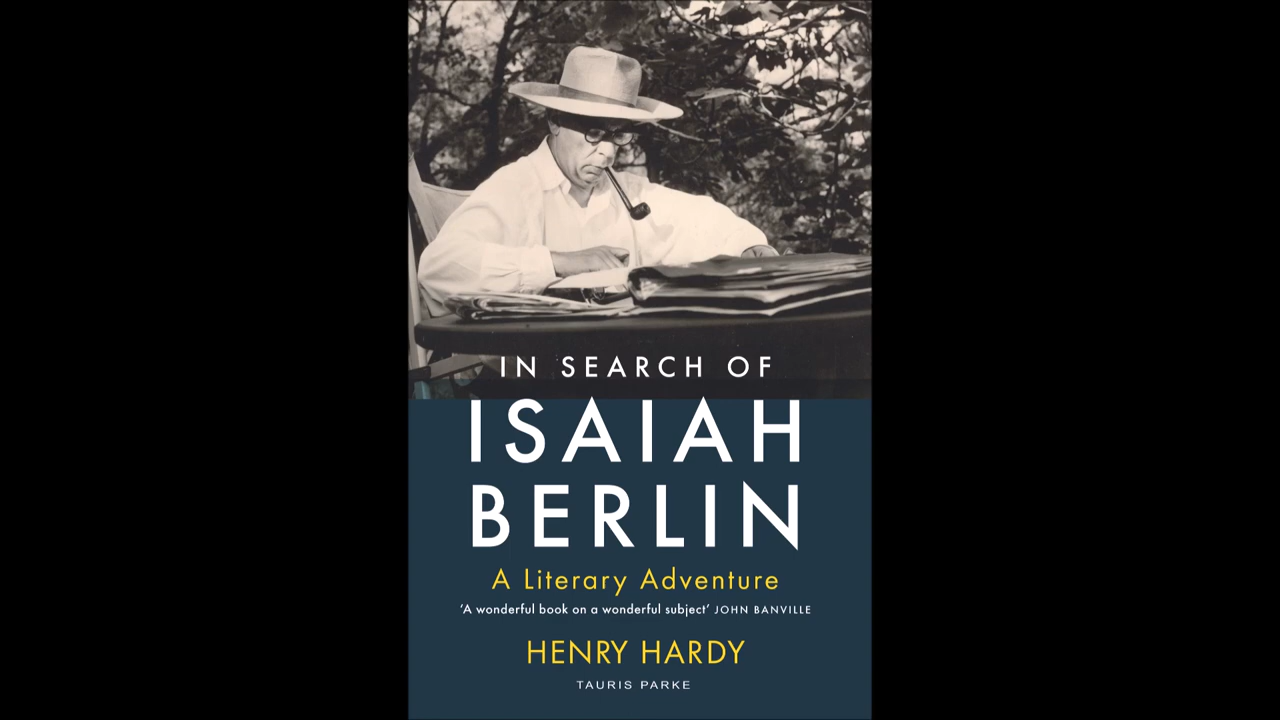 IN SEARCH OF
ISAIAH
BERLIN
A Literary Adventure
‘A wonderful book on a wonderful subject’ JOHN BANVILLE
HENRY HARDY
TAURIS PARKE